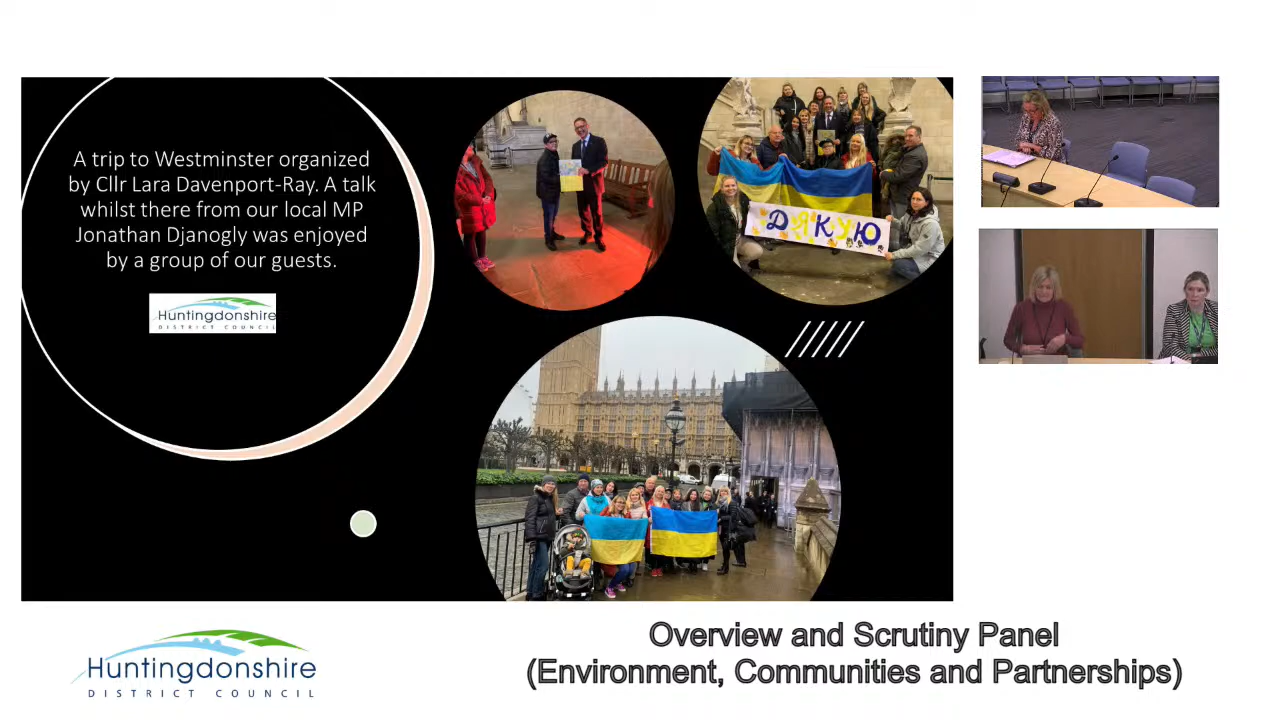 A trip to Westminster organized
by Cllr Lara Davenport-Ray. A talk
whilst there from our local MP
Jonathan Djanogly was enjoyed
by a group of our guests.
Huntingdonshire
DISTRICT COUNCIL
ДЯКУЮ
Huntingdonshire
DISTRICT COUNCIL
Overview and Scrutiny Panel
(Environment, Communities and Partnerships)